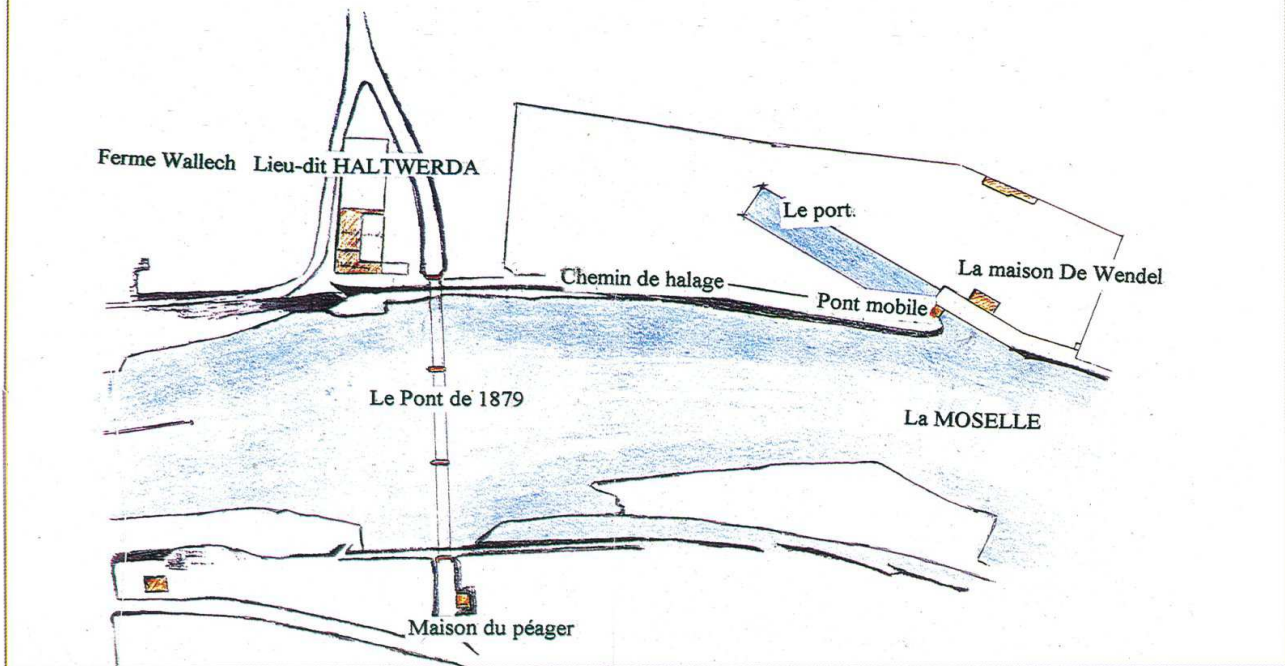 Ferme Wallech
Lieu-dit HALTWERDA
Le port.
La maison De Wendel
Chemin de halage
Pont mobile
Le Pont de 1879
La MOSELLE
Maison du péager